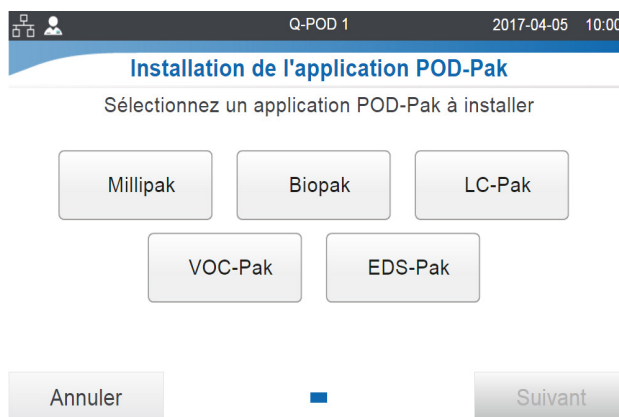 Q-POD 1 2017-04-05 10:00
Installation de l'application POD-Pak
Sélectionnez un application POD-Pak à installer
Millipak Biopak LC-Pak
VOC-Pak EDS-Pak
Annuler Suivant